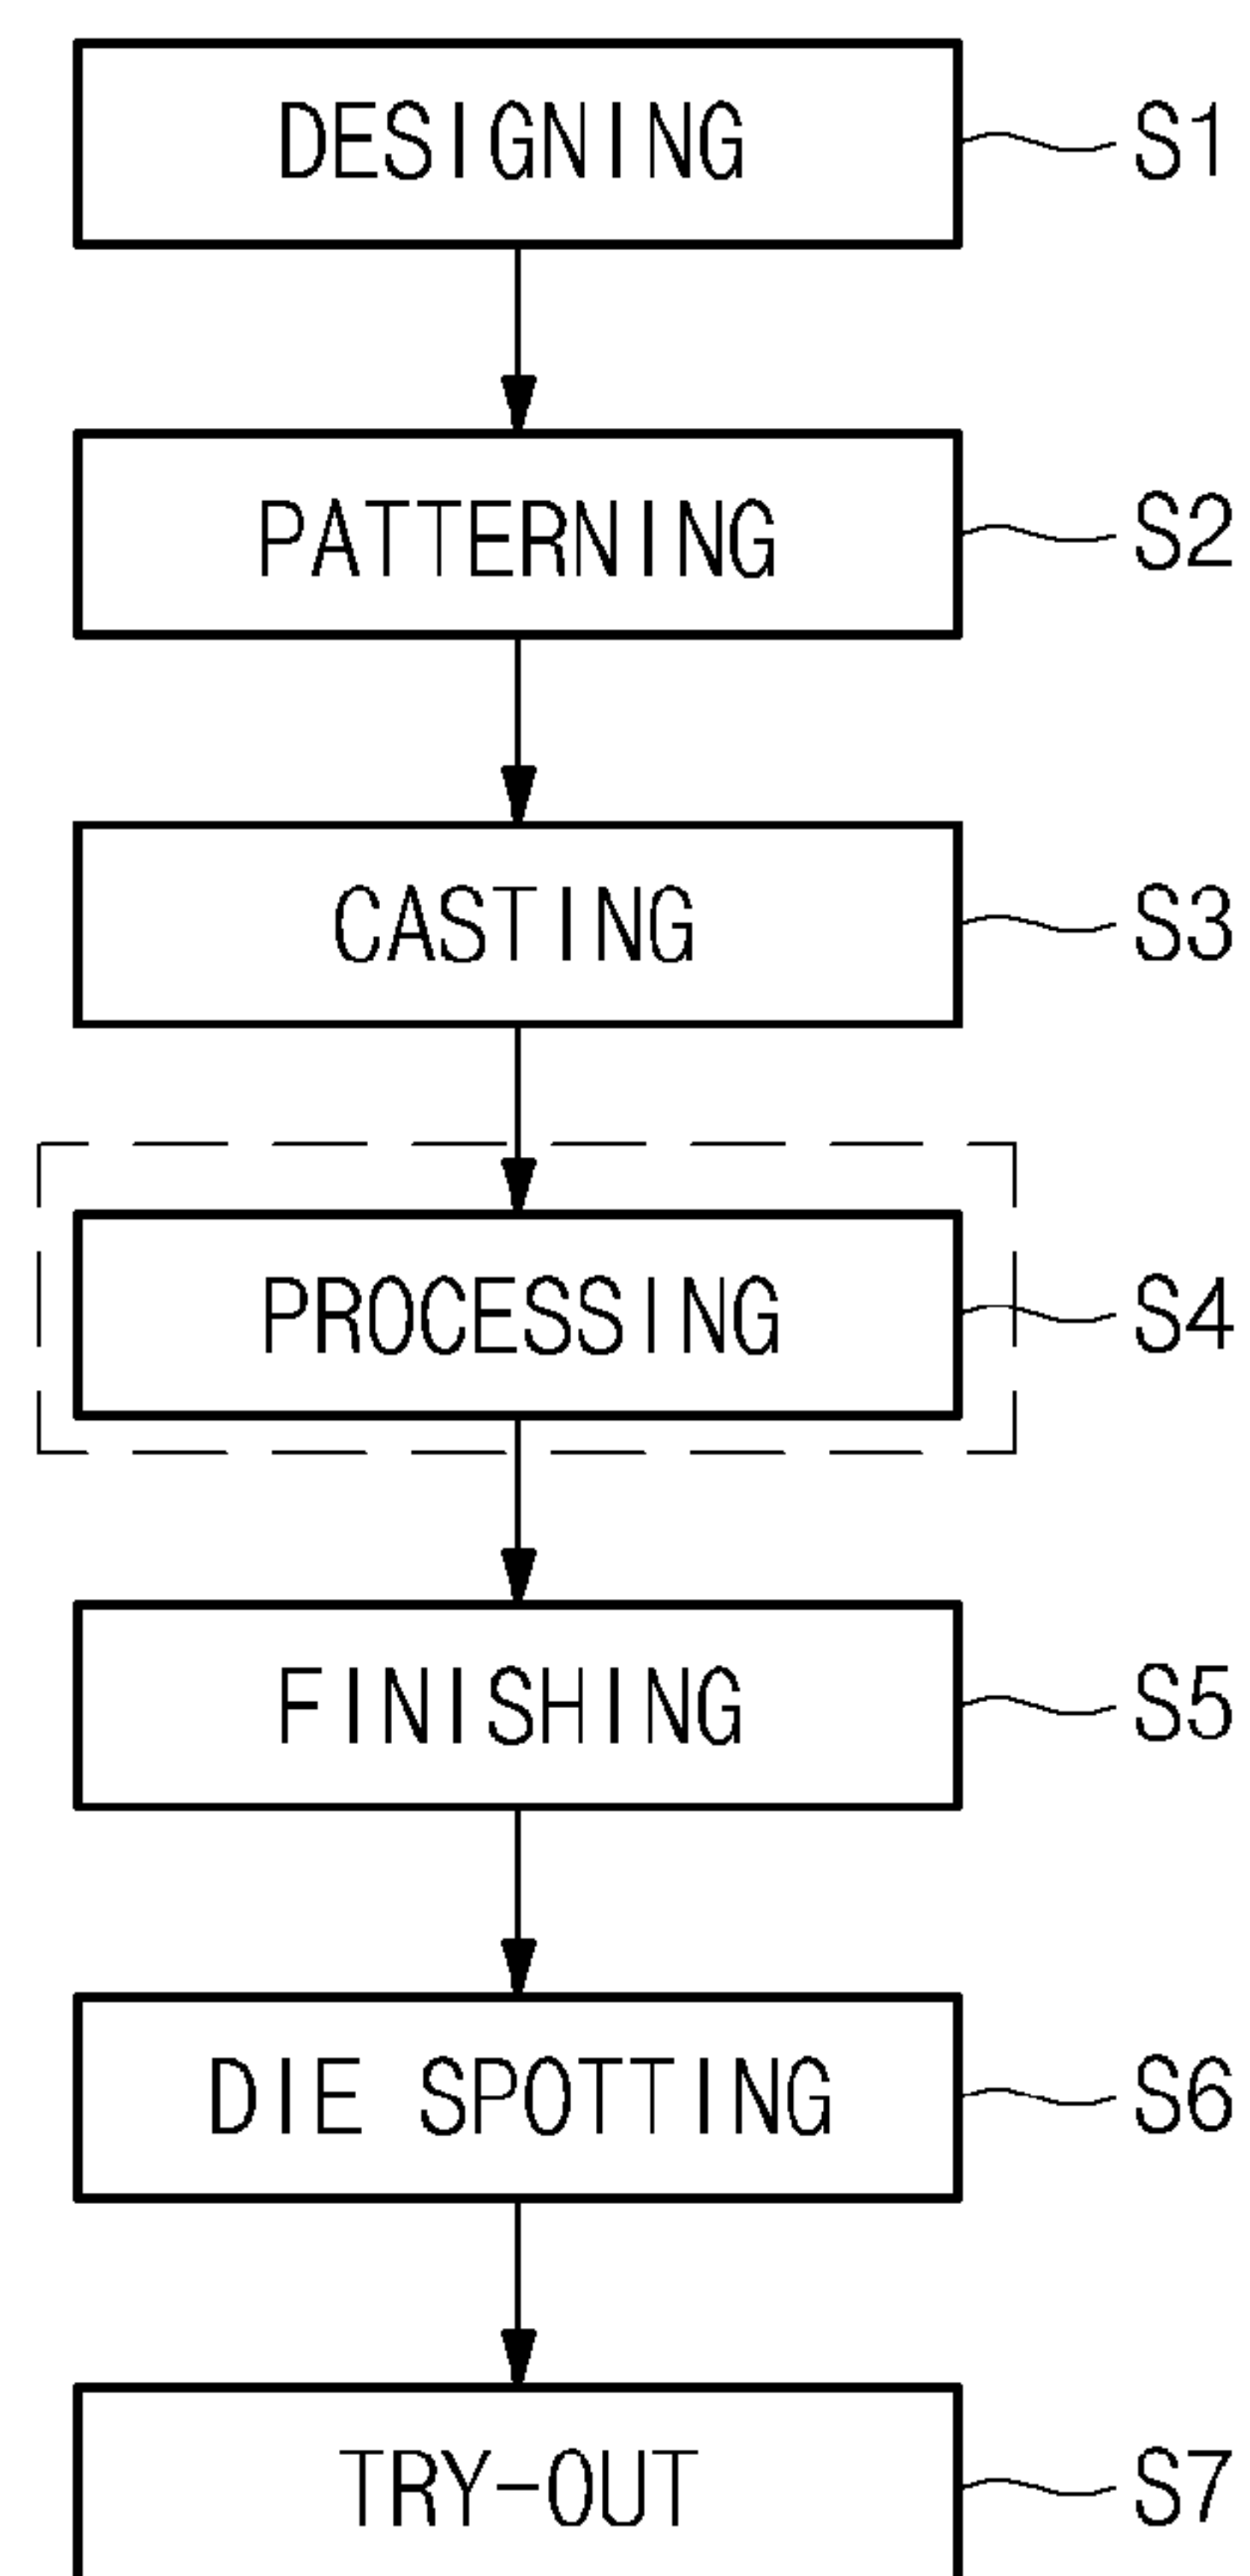 DESIGNING S1
PATTERNING S2
CASTING S3
PROCESSING S4
FINISHING S5
DIE SPOTTING S6
TRY-OUT S7